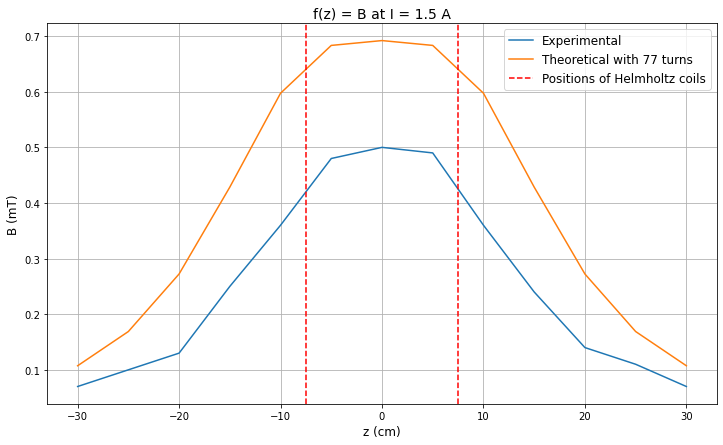 f(z) = B at I = 1.5 A
Experimental
Theoretical with 77 turns
Positions of Helmholtz coils
B (mT)
0.7
0.6
0.5
0.4
0.3
0.2
0.1
−30 −20 −10 0 10 20 30
z (cm)